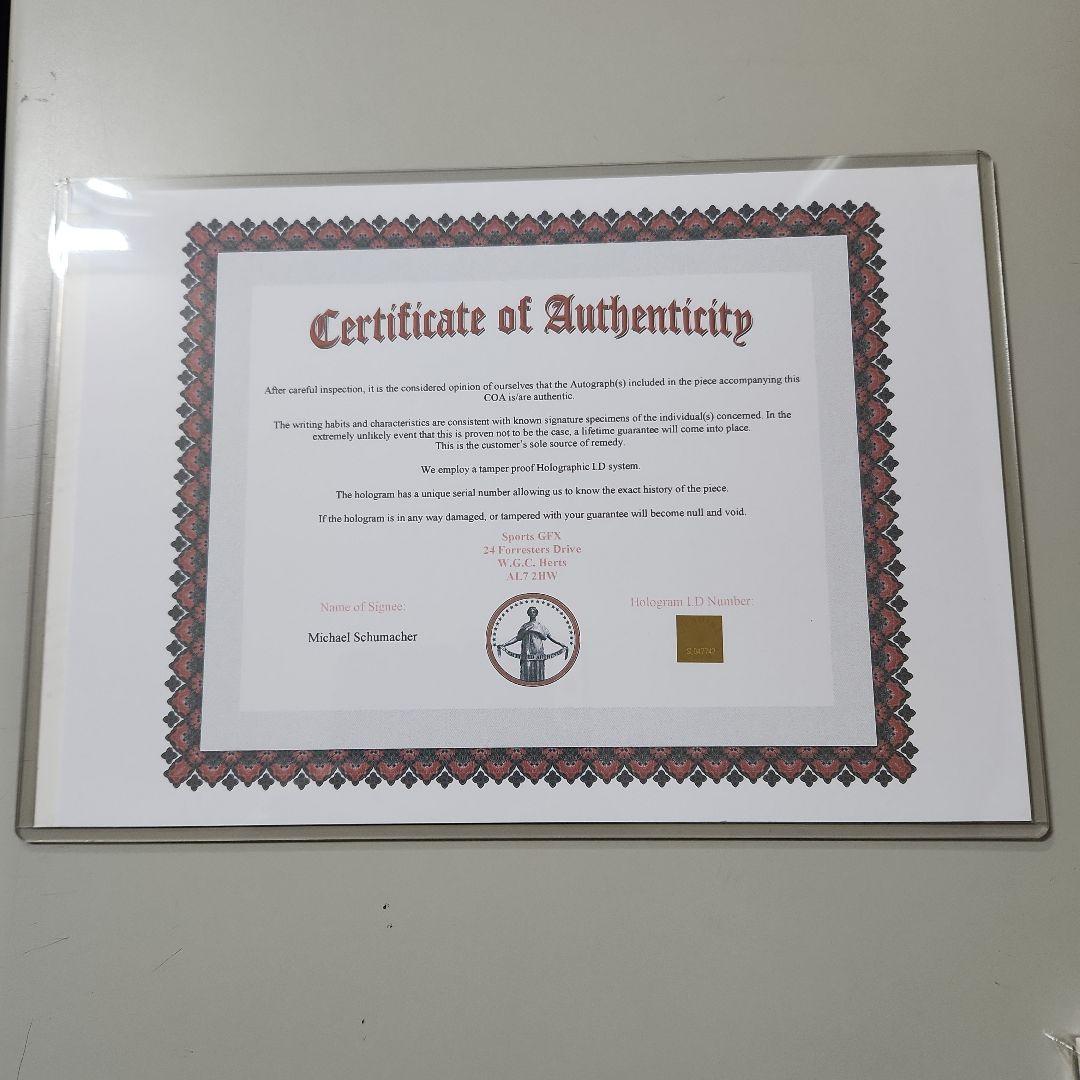 Certificate of Authenticity
After careful inspection, it is the considered opinion of ourselves that the Autograph(s) included in the piece accompanying this
COA is/are authentic.
The writing habits and characteristics are consistent with known signature specimens of the individual(s) concerned. In the
extremely unlikely event that this is proven not to be the case, a lifetime guarantee will come into place.
This is the customer's sole source of remedy.
We employ a tamper proof Holographic I.D system.
The hologram has a unique serial number allowing us to know the exact history of the piece.
If the hologram is in any way damaged, or tampered with your guarantee will become null and void.
Sports GFX
24 Forresters Drive
W.G.C. Herts
AL7 2HW
Name of Signee:
Hologram I.D Number:
Michael Schumacher